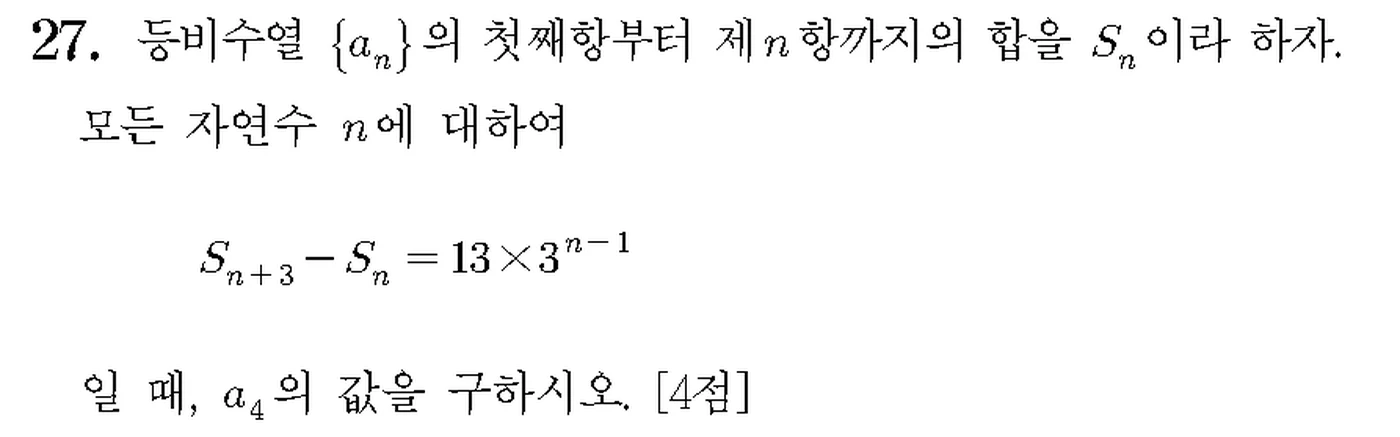 27. 등비수열 {aₙ}의 첫째항부터 제n항까지의 합을 Sₙ이라 하자.
모든 자연수 n에 대하여
Sₙ₊₃ − Sₙ = 13×3ⁿ⁻¹
일 때, a₄의 값을 구하시오. [4점]